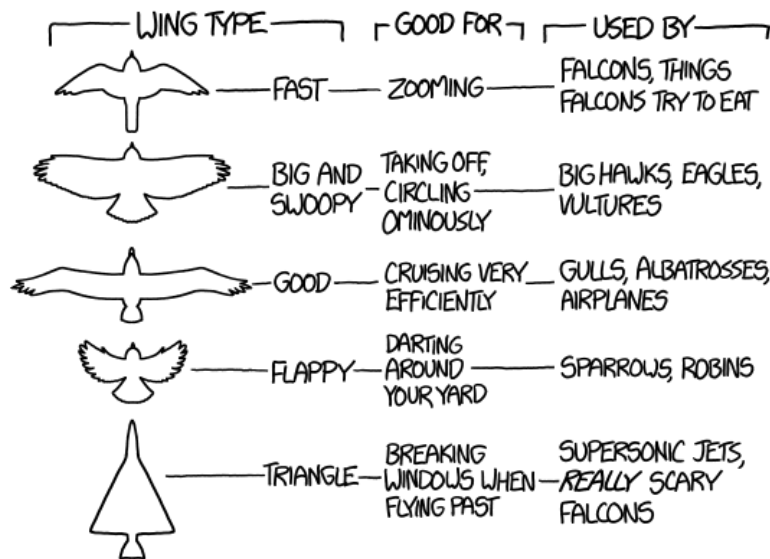 WING TYPE GOOD FOR USED BY
FAST ZOOMING FALCONS, THINGS
FALCONS TRY TO EAT
BIG AND
SWOOPY
TAKING OFF,
CIRCLING
OMINOUSLY
BIG HAWKS, EAGLES,
VULTURES
GOOD
CRUISING VERY
EFFICIENTLY
GULLS, ALBATROSSES,
AIRPLANES
FLAPPY
DARTING
AROUND
YOUR YARD
SPARROWS, ROBINS
TRIANGLE
BREAKING
WINDOWS WHEN
FLYING PAST
SUPERSONIC JETS,
REALLY SCARY
FALCONS